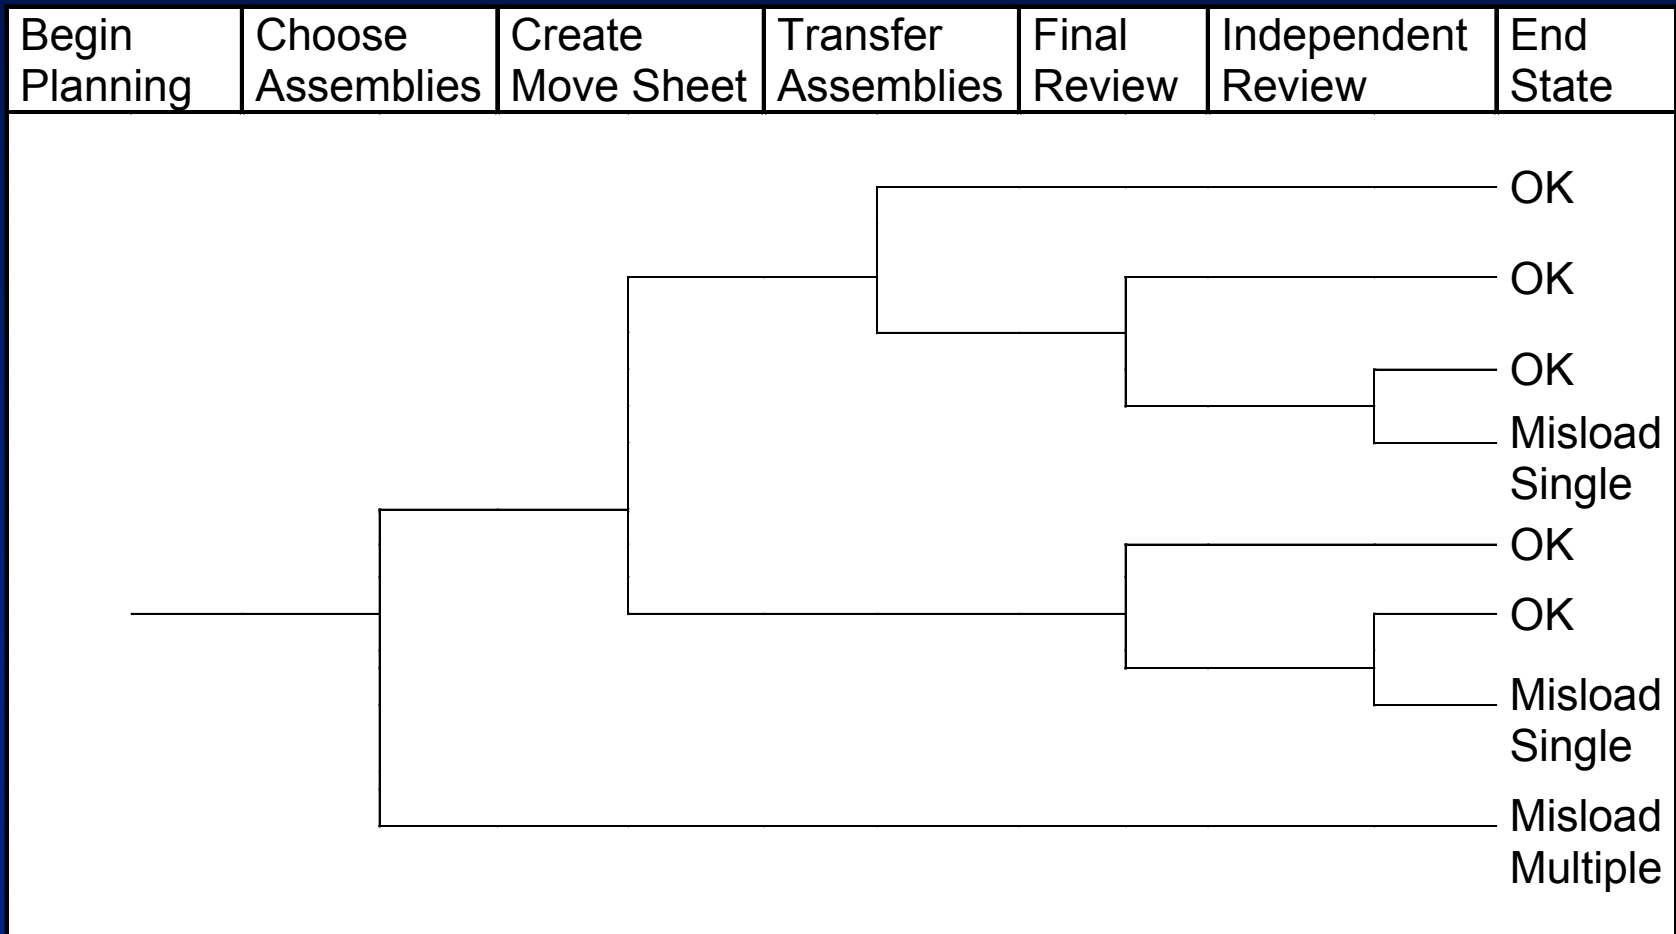 Begin
Planning
Choose
Assemblies
Create
Move Sheet
Transfer
Assemblies
Final
Review
Independent
Review
End
State
OK
OK
OK
Misload
Single
OK
OK
Misload
Single
Misload
Multiple